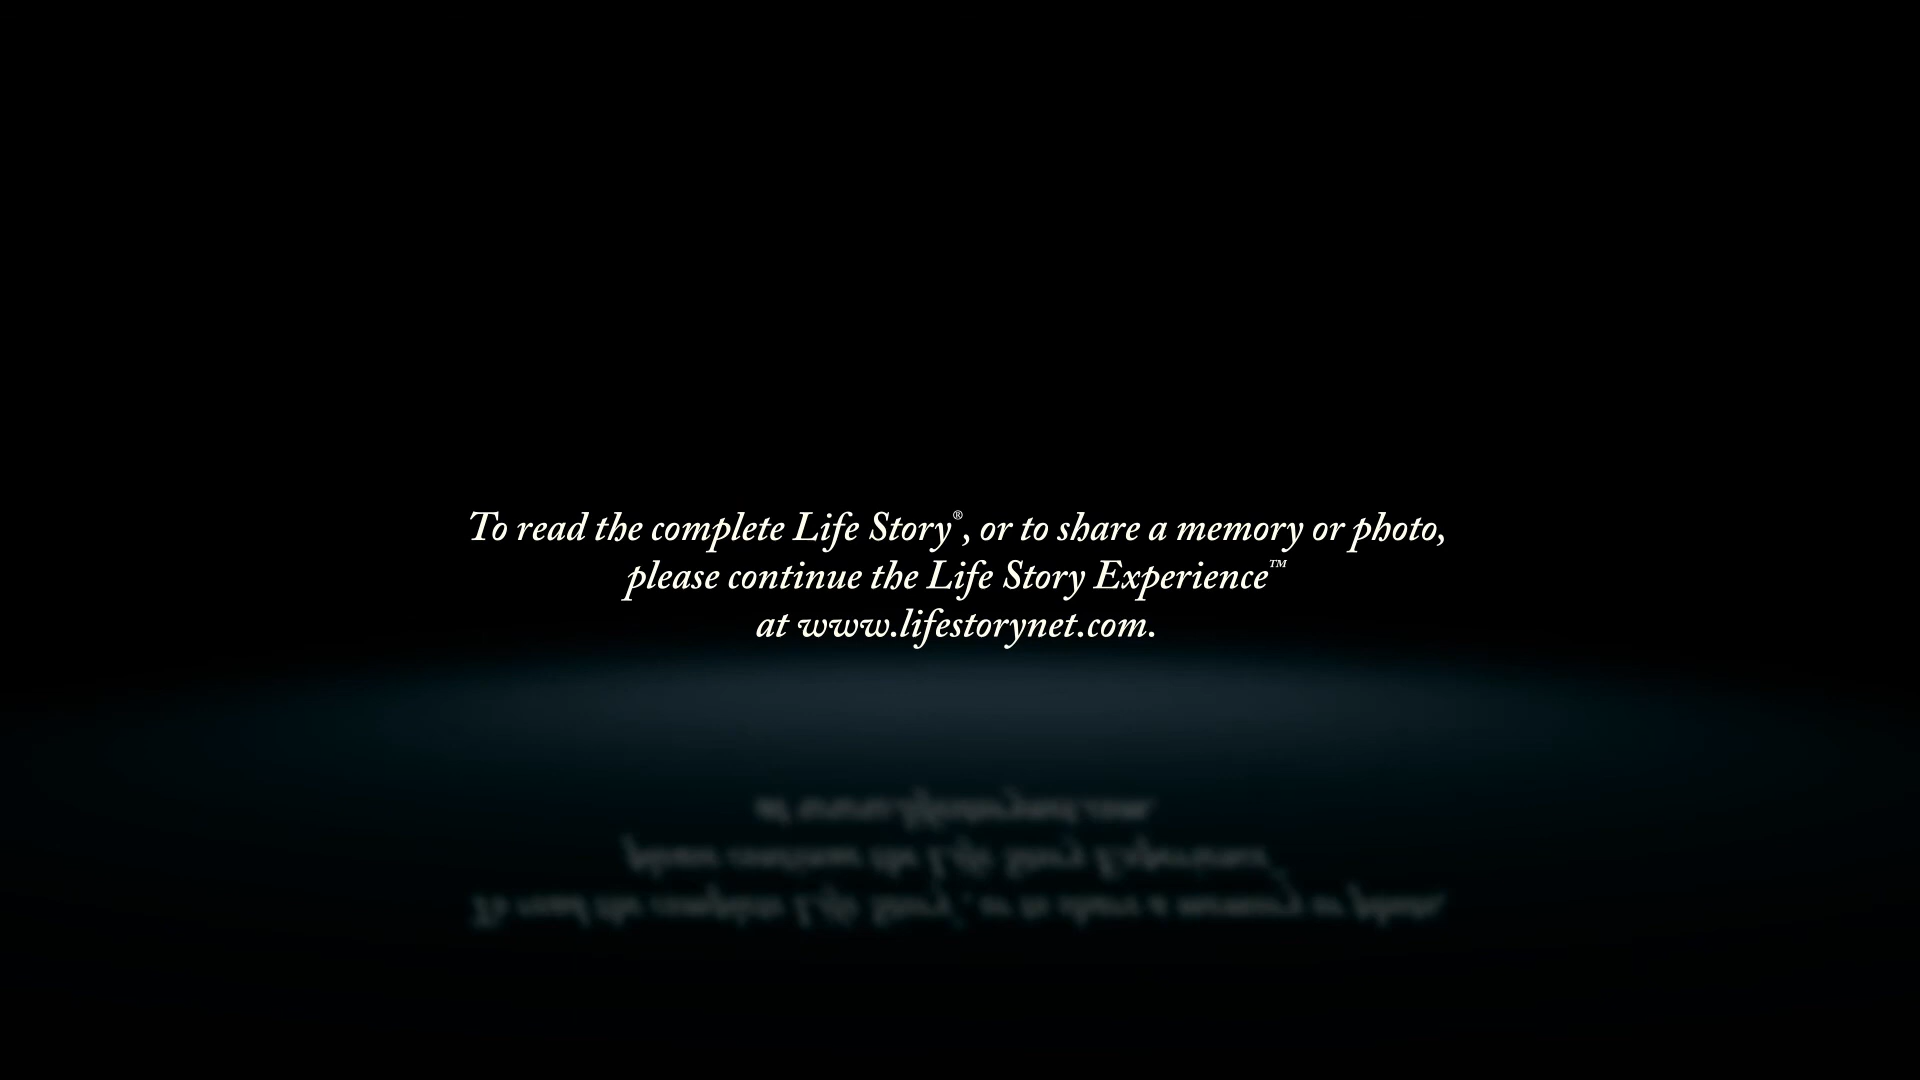 To read the complete Life Story®, or to share a memory or photo,
please continue the Life Story Experience™
at www.lifestorynet.com.